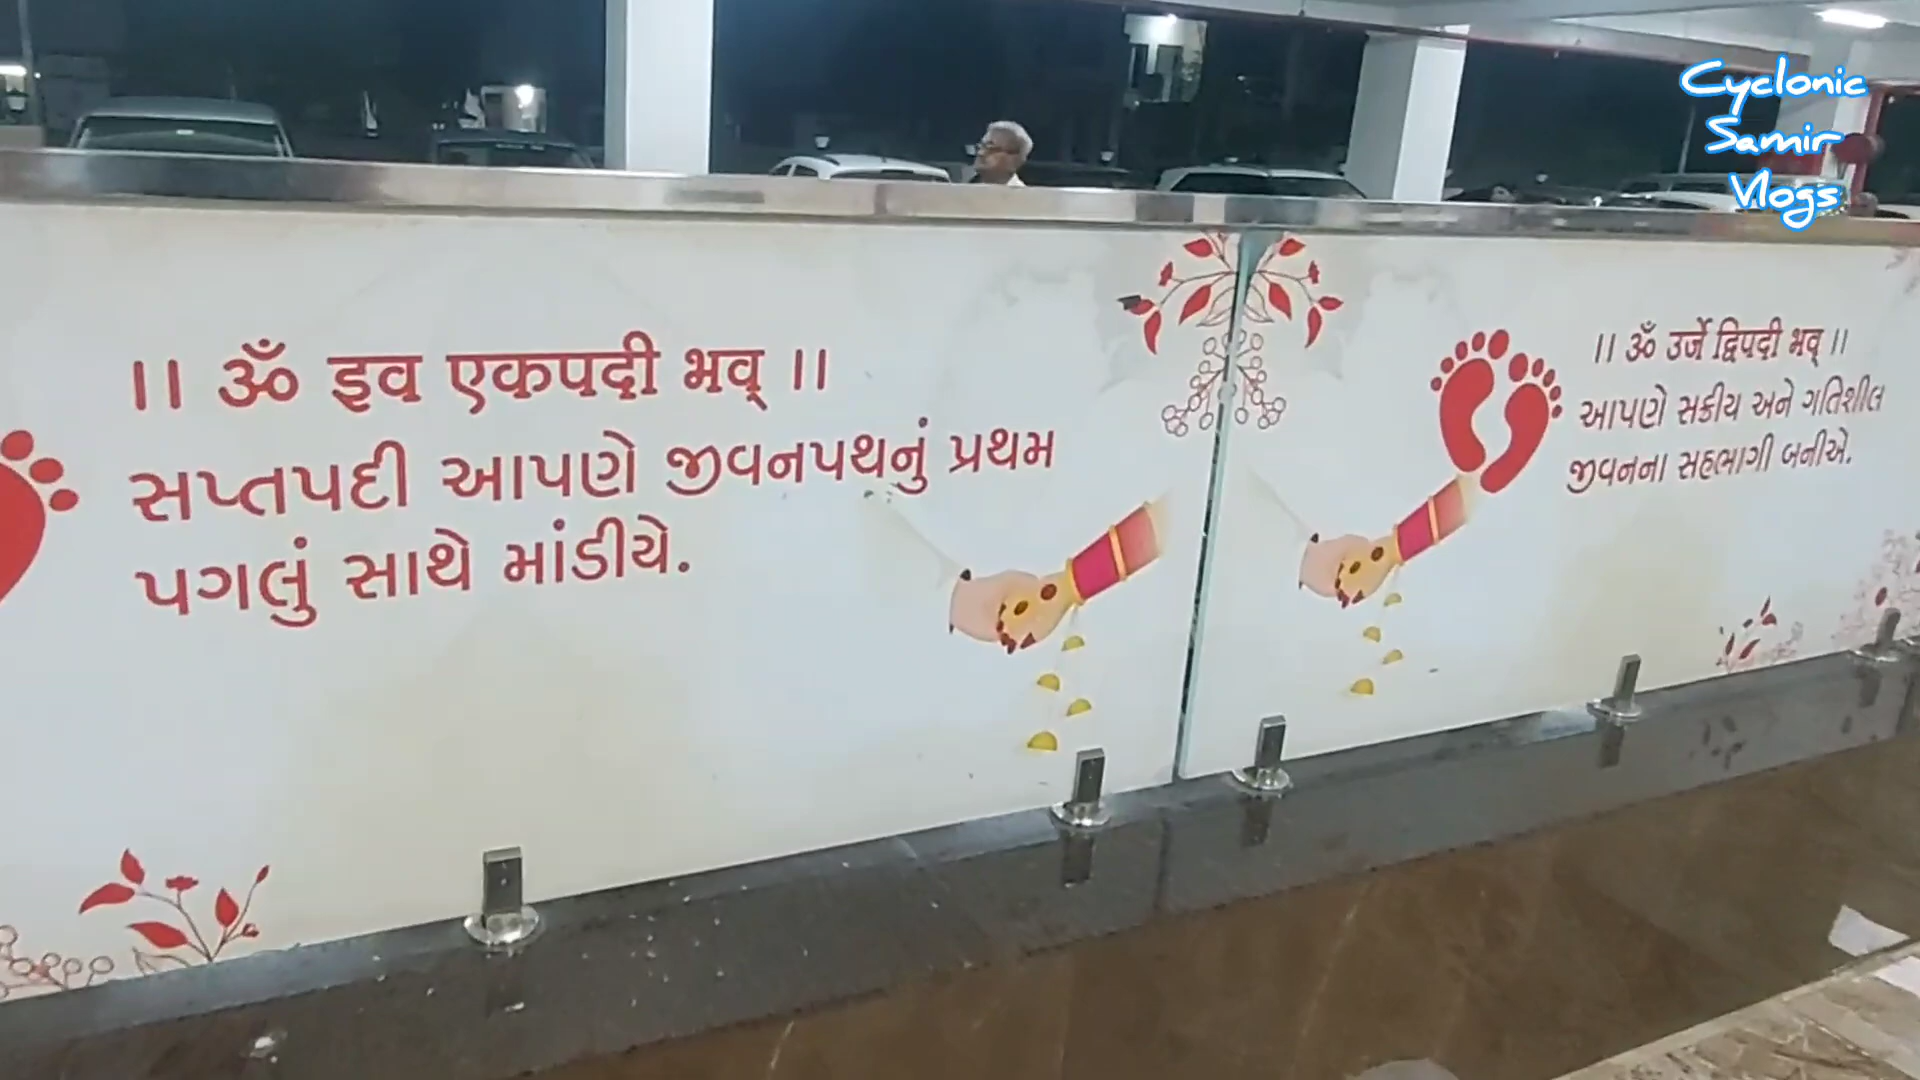 ।। ॐ इव एकपदी भव् ।।
સપ્તપદી આપણે જીવનપથનું પ્રથમ
પગલું સાથે માંડીયે.
।। ॐ उर्जे द्विपदी भव् ।।
આપણે સક્રીય અને ગતિશીલ
જીવનના સહભાગી બનીએ.
Cyclonic
Samir
Vlogs